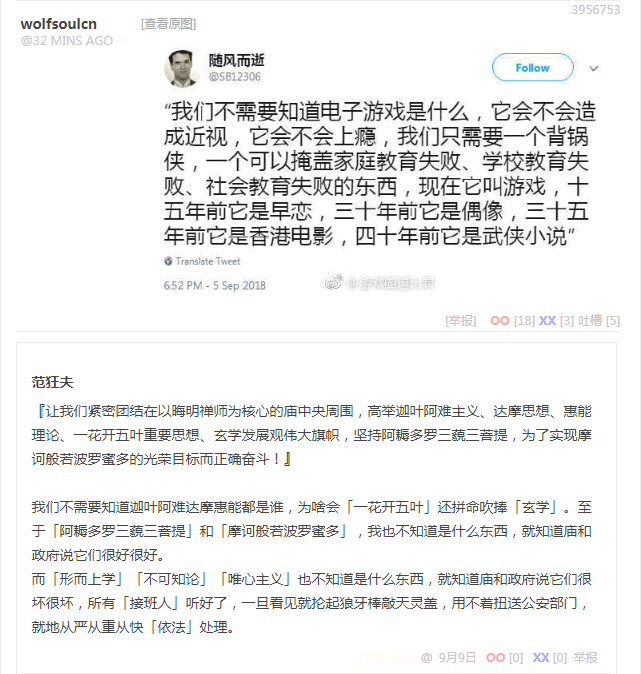 3956753
wolfsoulcn
[查看原图]
@32 MINS AGO
随风而逝
@SB12306
Follow
“我们不需要知道电子游戏是什么，它会不会造
成近视，它会不会上瘾，我们只需要一个背锅
侠，一个可以掩盖家庭教育失败、学校教育失
败、社会教育失败的东西，现在它叫游戏，十
五年前它是早恋，三十年前它是偶像，三十五
年前它是香港电影，四十年前它是武侠小说”
Translate Tweet
6:52 PM - 5 Sep 2018
[举报] OO [18] XX [3] 吐槽 [5]
范狂夫
『让我们紧密团结在以晦明禅师为核心的庙中央周围，高举迦叶阿难主义、达摩思想、惠能
理论、一花开五叶重要思想、玄学发展观伟大旗帜，坚持阿耨多罗三藐三菩提，为了实现摩
诃般若波罗蜜多的光荣目标而正确奋斗！』
我们不需要知道迦叶阿难达摩惠能都是谁，为啥会「一花开五叶」还拼命吹捧「玄学」。至
于「阿耨多罗三藐三菩提」和「摩诃般若波罗蜜多」，我也不知道是什么东西，就知道庙和
政府说它们很好很好。
而「形而上学」「不可知论」「唯心主义」也不知道是什么东西，就知道庙和政府说它们很
坏很坏，所有「接班人」听好了，一旦看见就抡起狼牙棒敲天灵盖，用不着扭送公安部门，
就地从严从重从快「依法」处理。
@ 9月9日 OO [0] XX [0] 举报